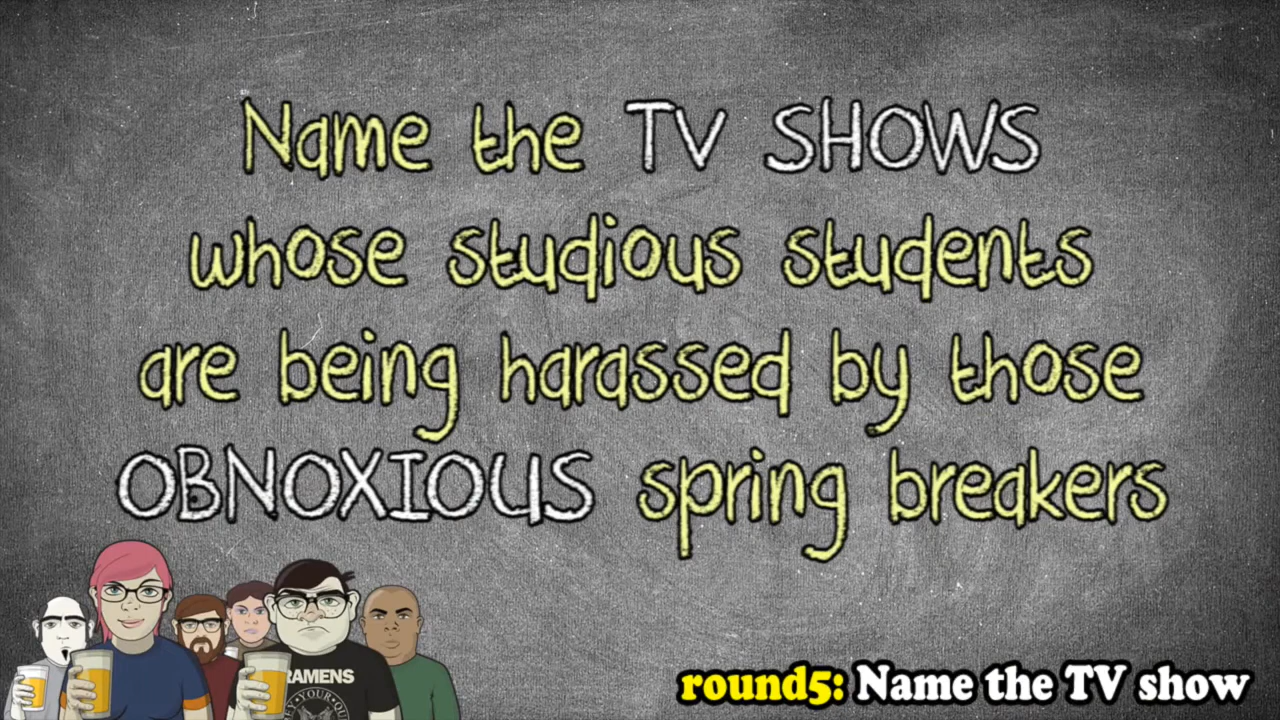 Name the TV SHOWS
whose studious students
are being harassed by those
OBNOXIOUS spring breakers
RAMENS
round5: Name the TV show